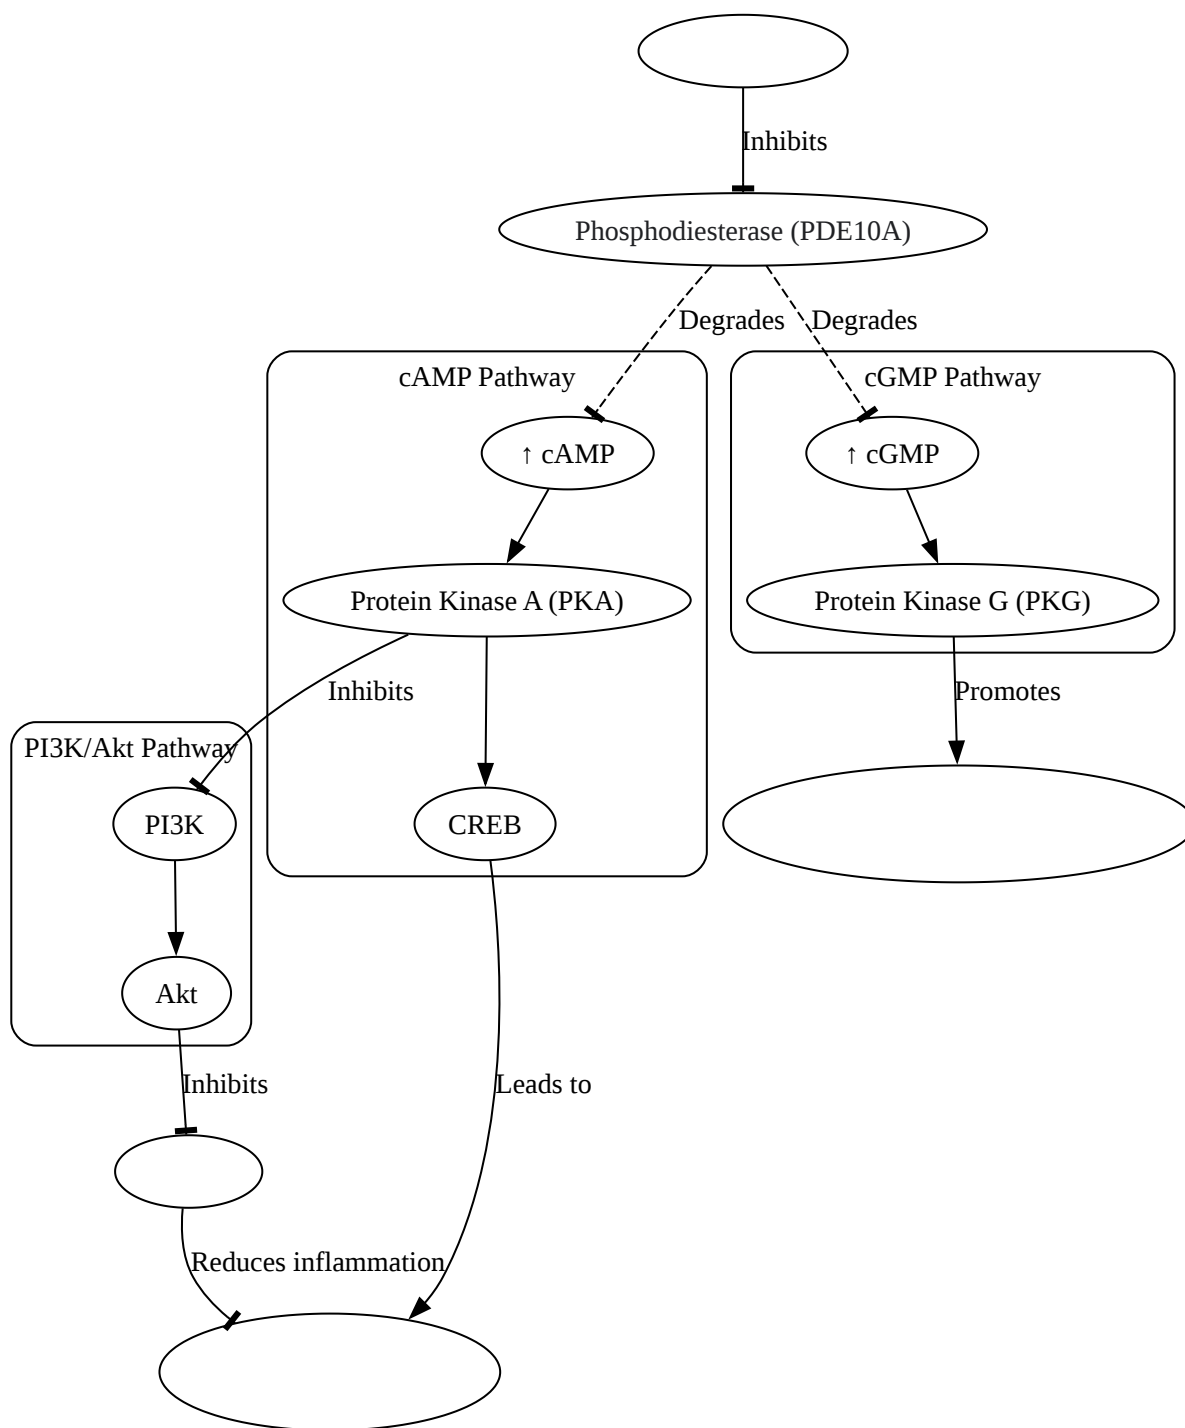 Inhibits
Phosphodiesterase (PDE10A)
Degrades
Degrades
cAMP Pathway
cGMP Pathway
↑ cAMP
↑ cGMP
Protein Kinase A (PKA)
Protein Kinase G (PKG)
Inhibits
Promotes
PI3K/Akt Pathway
PI3K
CREB
Akt
Inhibits
Leads to
Reduces inflammation